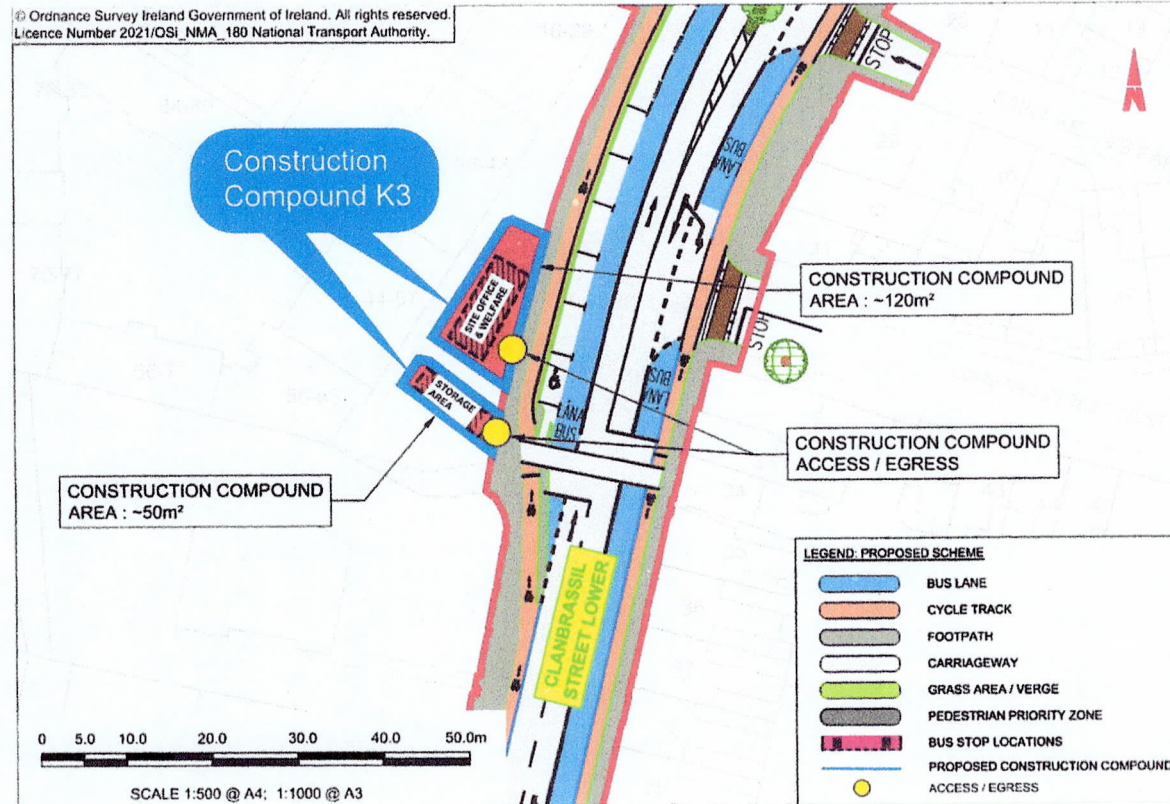 © Ordnance Survey Ireland Government of Ireland. All rights reserved.
Licence Number 2021/OSi_NMA_180 National Transport Authority.
N
STOP
LÁNA
BUS
Construction
Compound K3
SITE OFFICE
& WELFARE
CONSTRUCTION COMPOUND
AREA : ~120m²
STOP
LÁNA
BUS
STORAGE
AREA
LÁNA
BUS
CONSTRUCTION COMPOUND
ACCESS / EGRESS
CONSTRUCTION COMPOUND
AREA : ~50m²
CLANBRASSIL
STREET LOWER
LEGEND: PROPOSED SCHEME
BUS LANE
CYCLE TRACK
FOOTPATH
CARRIAGEWAY
GRASS AREA / VERGE
PEDESTRIAN PRIORITY ZONE
BUS STOP LOCATIONS
PROPOSED CONSTRUCTION COMPOUND
ACCESS / EGRESS
0 5.0 10.0 20.0 30.0 40.0 50.0m
SCALE 1:500 @ A4; 1:1000 @ A3